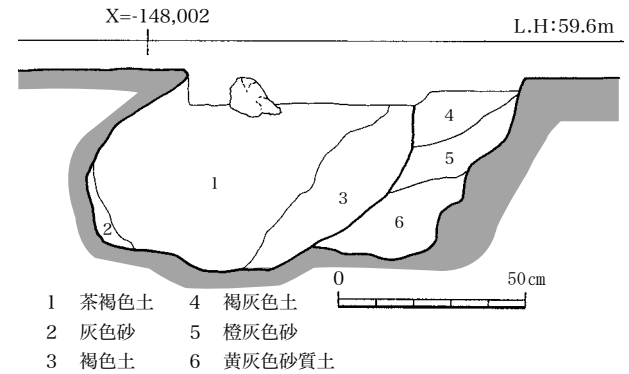 X=-148,002
L.H:59.6m
4
5
1
3
6
2
0 50cm
1 茶褐色土 4 褐灰色土
2 灰色砂 5 橙灰色砂
3 褐色土 6 黄灰色砂質土